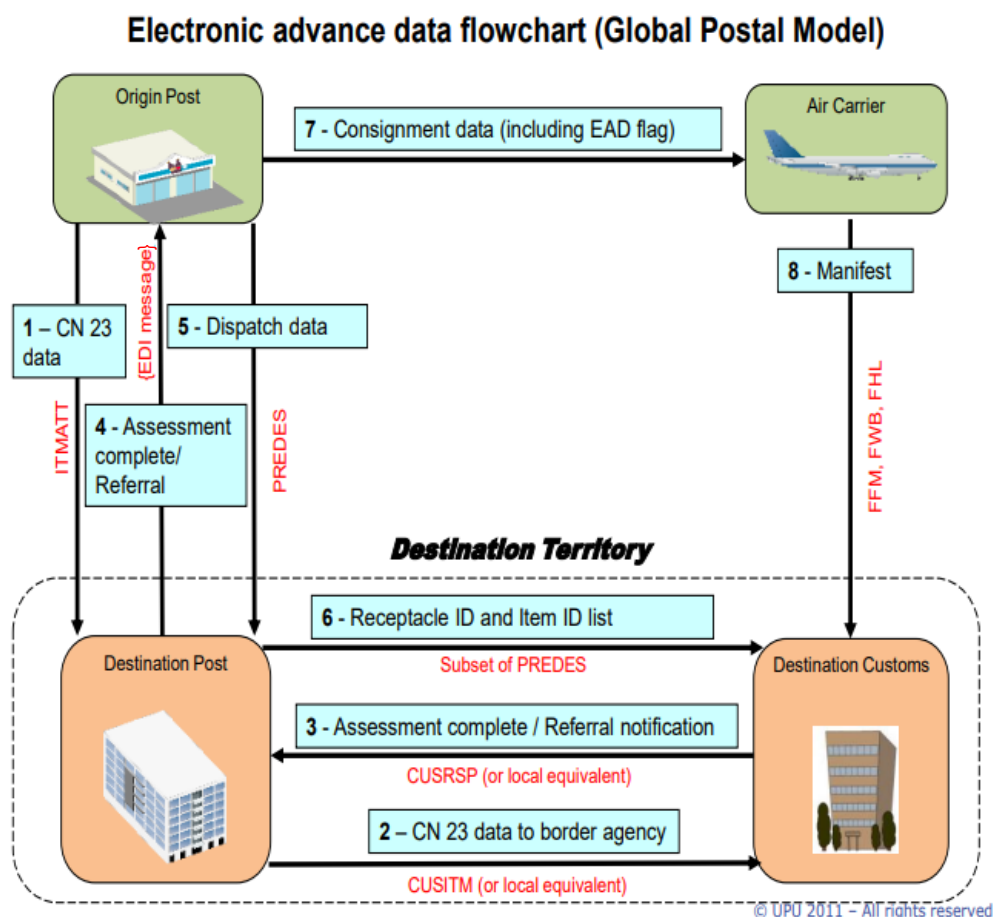 Electronic advance data flowchart (Global Postal Model)
Origin Post
Air Carrier
7 - Consignment data (including EAD flag)
8 - Manifest
1 – CN 23
data
{EDI message}
5 - Dispatch data
4 - Assessment
complete/
Referral
ITMATT
PREDES
FFM, FWB, FHL
Destination Territory
6 - Receptacle ID and Item ID list
Destination Post
Subset of PREDES
Destination Customs
3 - Assessment complete / Referral notification
CUSRSP (or local equivalent)
2 – CN 23 data to border agency
CUSITM (or local equivalent)
© UPU 2011 – All rights reserved